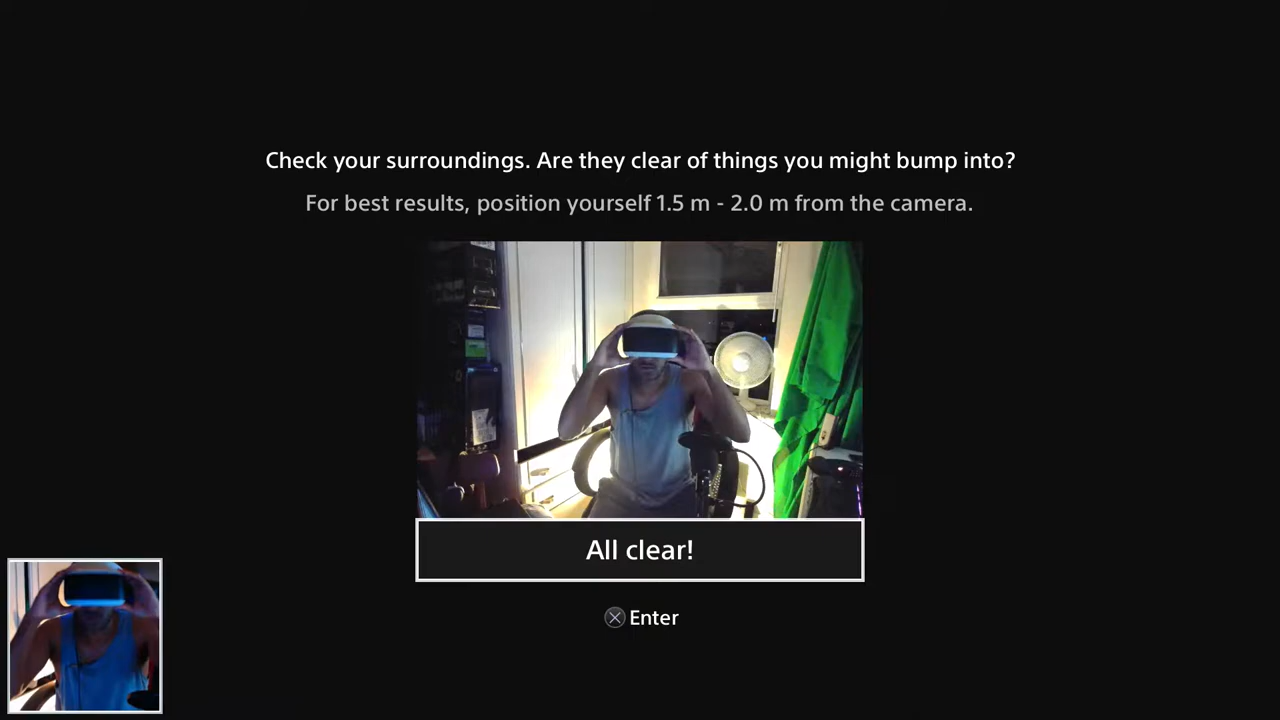 Check your surroundings. Are they clear of things you might bump into?
For best results, position yourself 1.5 m - 2.0 m from the camera.
All clear!
Enter